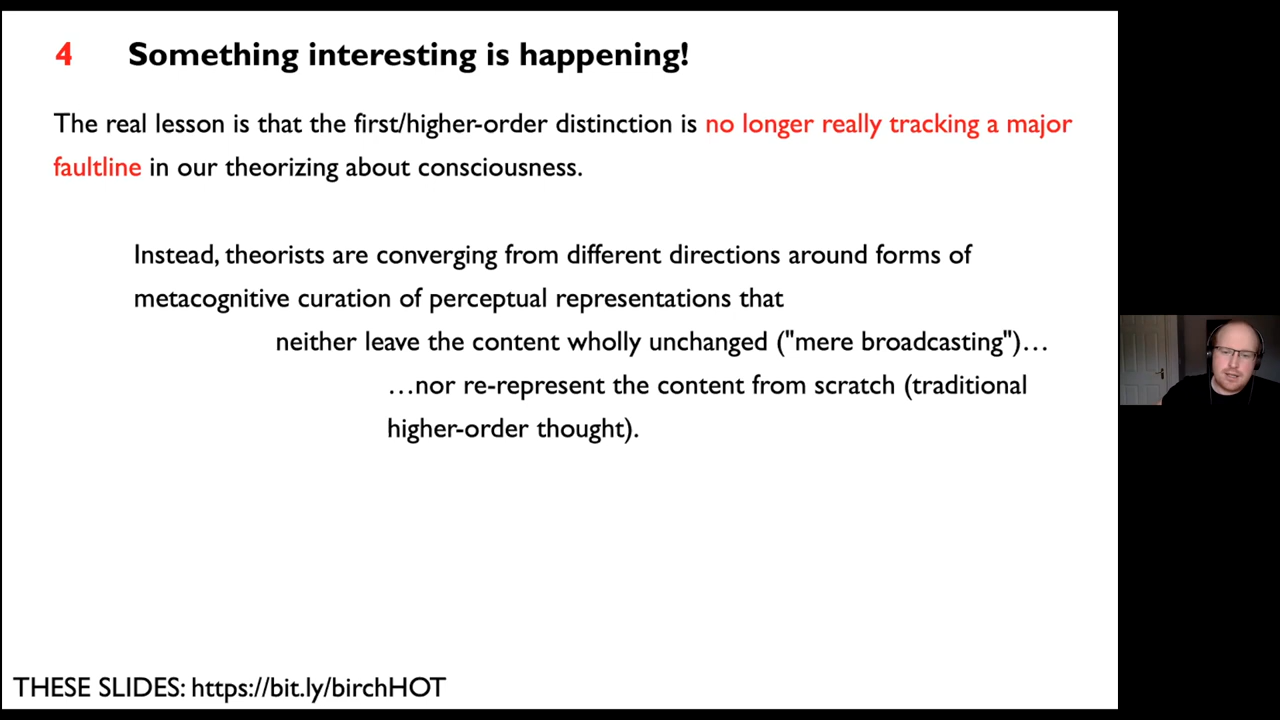 4 Something interesting is happening!
The real lesson is that the first/higher-order distinction is no longer really tracking a major
faultline in our theorizing about consciousness.
Instead, theorists are converging from different directions around forms of
metacognitive curation of perceptual representations that
neither leave the content wholly unchanged ("mere broadcasting")…
…nor re-represent the content from scratch (traditional
higher-order thought).
THESE SLIDES: https://bit.ly/birchHOT